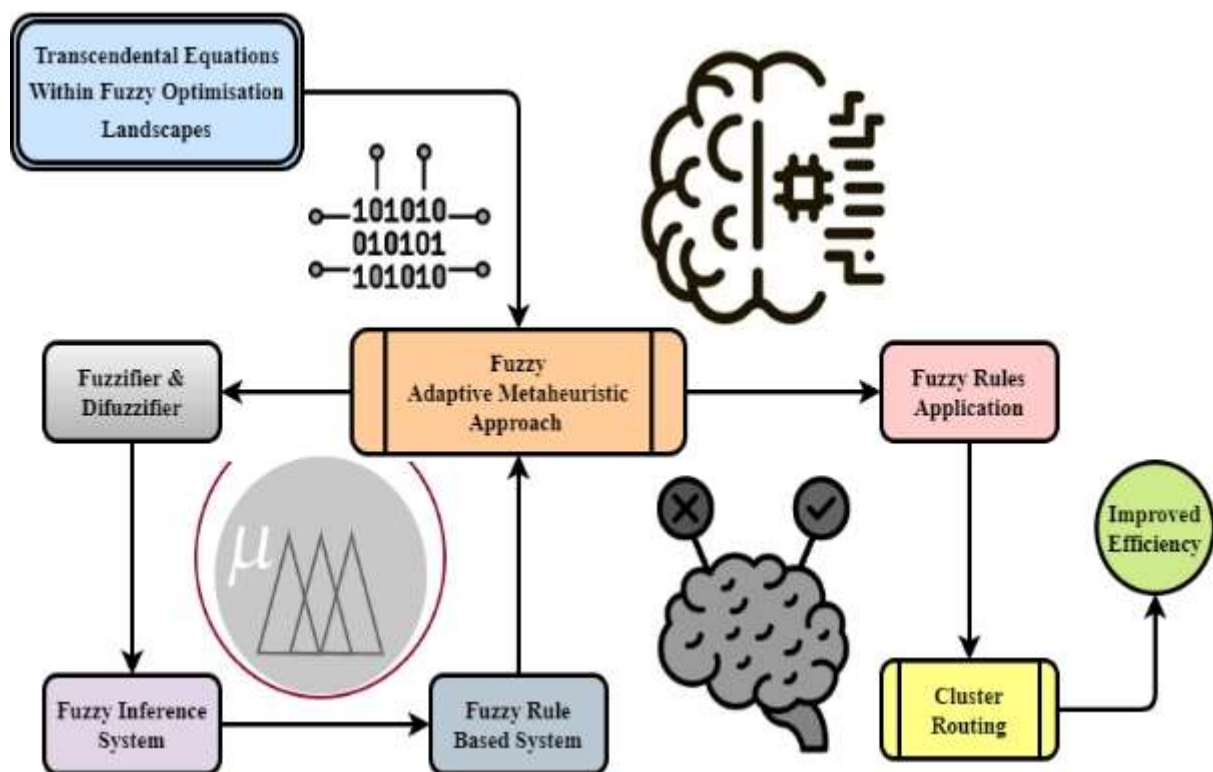 Transcendental Equations
Within Fuzzy Optimisation
Landscapes
101010
010101
101010
Fuzzifier &
Difuzzifier
Fuzzy
Adaptive Metaheuristic
Approach
Fuzzy Rules
Application
μ
Improved
Efficiency
Fuzzy Inference
System
Fuzzy Rule
Based System
Cluster
Routing